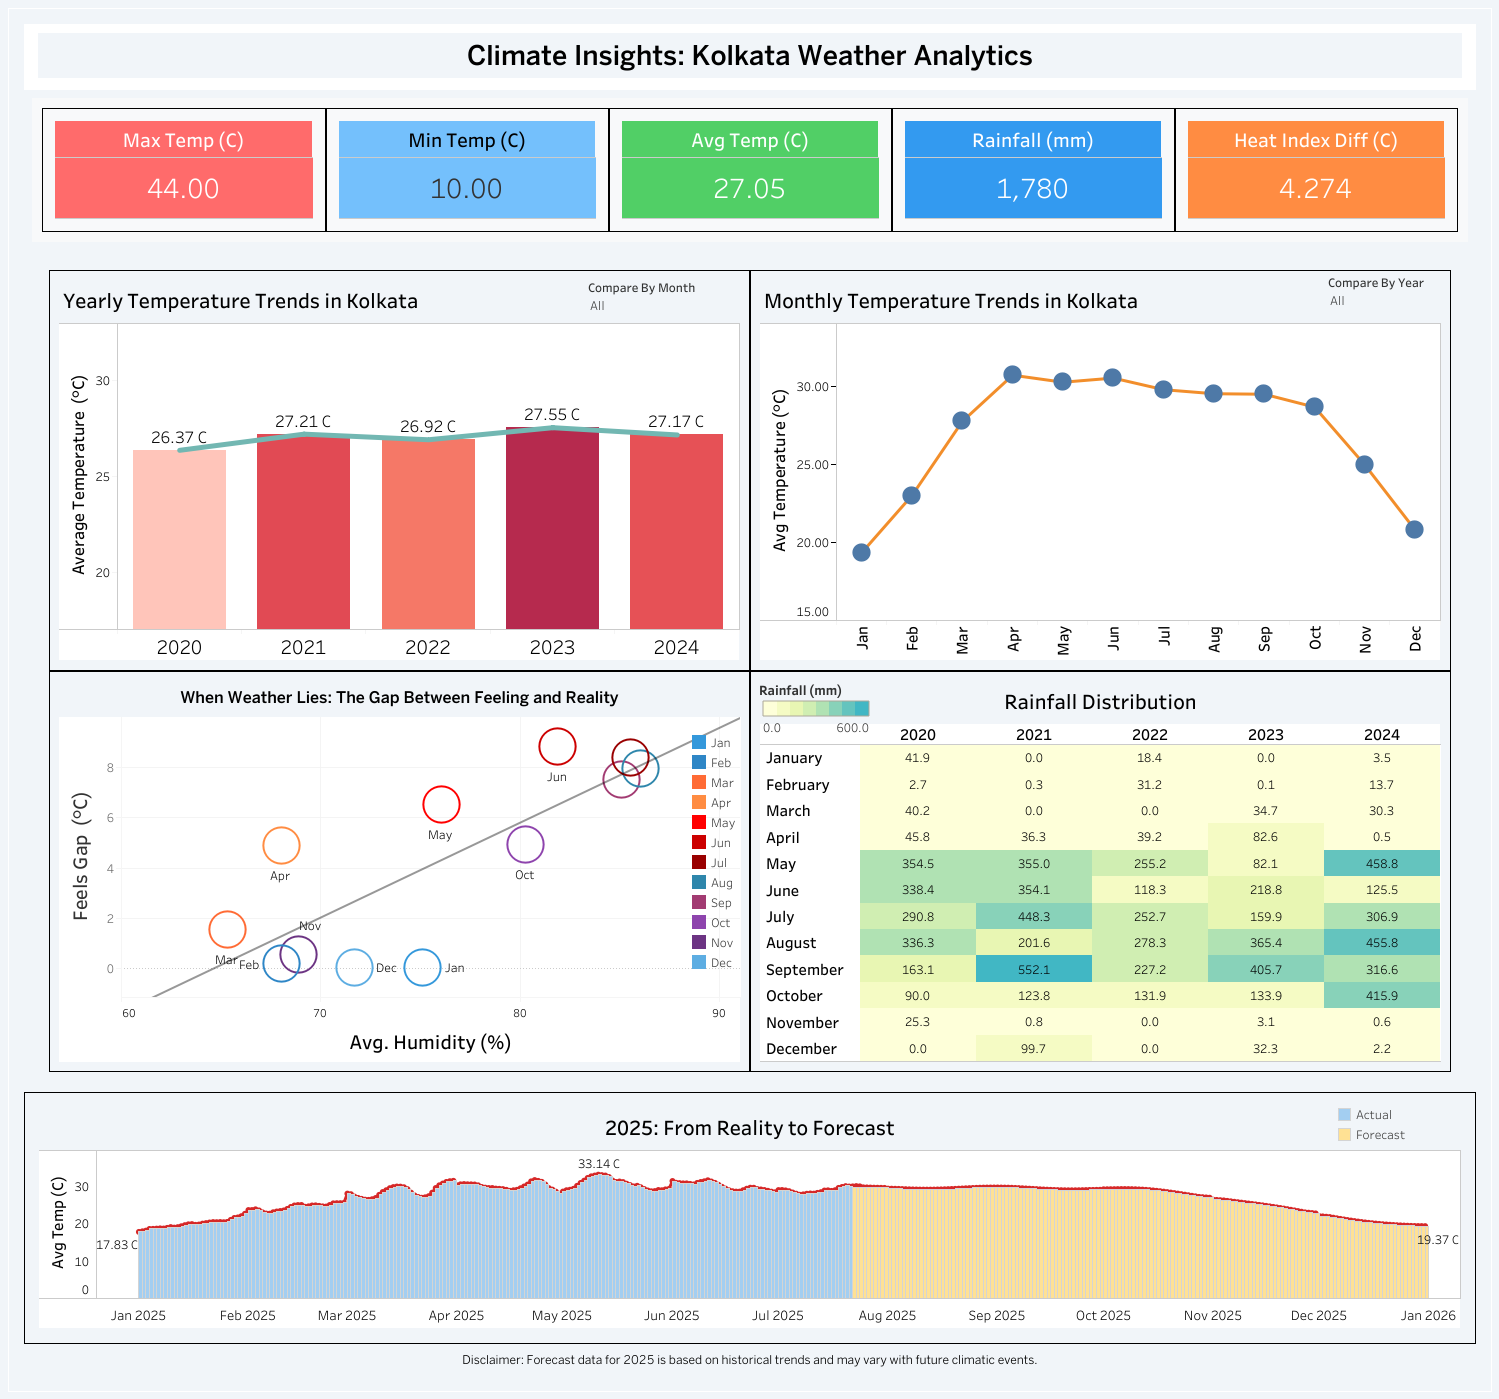 Climate Insights: Kolkata Weather Analytics
Max Temp (C)
44.00
Min Temp (C)
10.00
Avg Temp (C)
27.05
Rainfall (mm)
1,780
Heat Index Diff (C)
4.274
Yearly Temperature Trends in Kolkata
Compare By Month
All
Average Temperature (°C)
30
25
20
26.37 C
27.21 C
26.92 C
27.55 C
27.17 C
2020 2021 2022 2023 2024
Monthly Temperature Trends in Kolkata
Compare By Year
All
Avg Temperature (°C)
30.00
25.00
20.00
15.00
Jan Feb Mar Apr May Jun Jul Aug Sep Oct Nov Dec
When Weather Lies: The Gap Between Feeling and Reality
Feels Gap (°C)
8
6
4
2
0
Jun
May
Apr
Oct
Nov
Mar
Feb
Dec
Jan
60 70 80 90
Avg. Humidity (%)
Jan
Feb
Mar
Apr
May
Jun
Jul
Aug
Sep
Oct
Nov
Dec
Rainfall (mm)
0.0 600.0
Rainfall Distribution
2020 2021 2022 2023 2024
January 41.9 0.0 18.4 0.0 3.5
February 2.7 0.3 31.2 0.1 13.7
March 40.2 0.0 0.0 34.7 30.3
April 45.8 36.3 39.2 82.6 0.5
May 354.5 355.0 255.2 82.1 458.8
June 338.4 354.1 118.3 218.8 125.5
July 290.8 448.3 252.7 159.9 306.9
August 336.3 201.6 278.3 365.4 455.8
September 163.1 552.1 227.2 405.7 316.6
October 90.0 123.8 131.9 133.9 415.9
November 25.3 0.8 0.0 3.1 0.6
December 0.0 99.7 0.0 32.3 2.2
2025: From Reality to Forecast
Actual
Forecast
Avg Temp (C)
30
20
10
0
17.83 C
33.14 C
19.37 C
Jan 2025 Feb 2025 Mar 2025 Apr 2025 May 2025 Jun 2025 Jul 2025 Aug 2025 Sep 2025 Oct 2025 Nov 2025 Dec 2025 Jan 2026
Disclaimer: Forecast data for 2025 is based on historical trends and may vary with future climatic events.